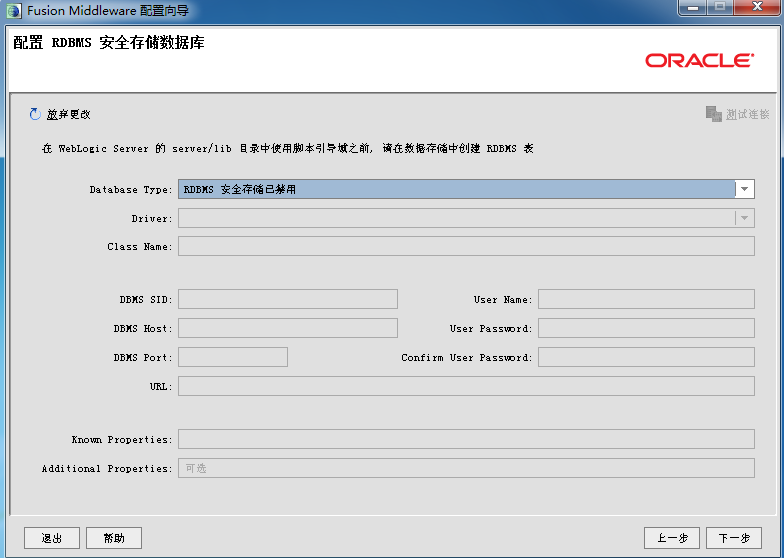 Fusion Middleware 配置向导
配置 RDBMS 安全存储数据库
ORACLE
放弃更改
测试连接
在 WebLogic Server 的 server/lib 目录中使用脚本引导域之前, 请在数据存储中创建 RDBMS 表
Database Type: RDBMS 安全存储已禁用
Driver:
Class Name:
DBMS SID: User Name:
DBMS Host: User Password:
DBMS Port: Confirm User Password:
URL:
Known Properties:
Additional Properties: 可选
退出 帮助 上一步 下一步